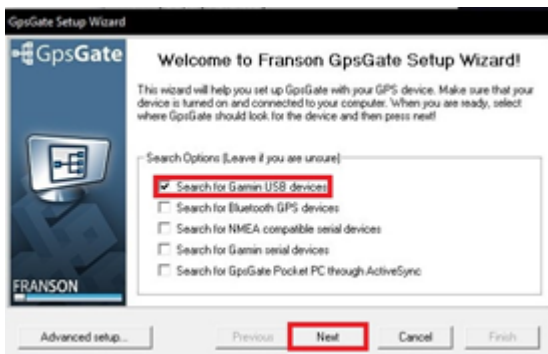 GpsGate Setup Wizard
GpsGate
Welcome to Franson GpsGate Setup Wizard!
This wizard will help you set up GpsGate with your GPS device. Make sure that your
device is turned on and connected to your computer. When you are ready, select
where GpsGate should look for the device and then press next!
Search Options (Leave if you are unsure)
Search for Garmin USB devices
Search for Bluetooth GPS devices
Search for NMEA compatible serial devices
Search for Garmin serial devices
Search for GpsGate Pocket PC through ActiveSync
FRANSON
Advanced setup... Previous Next Cancel Finish